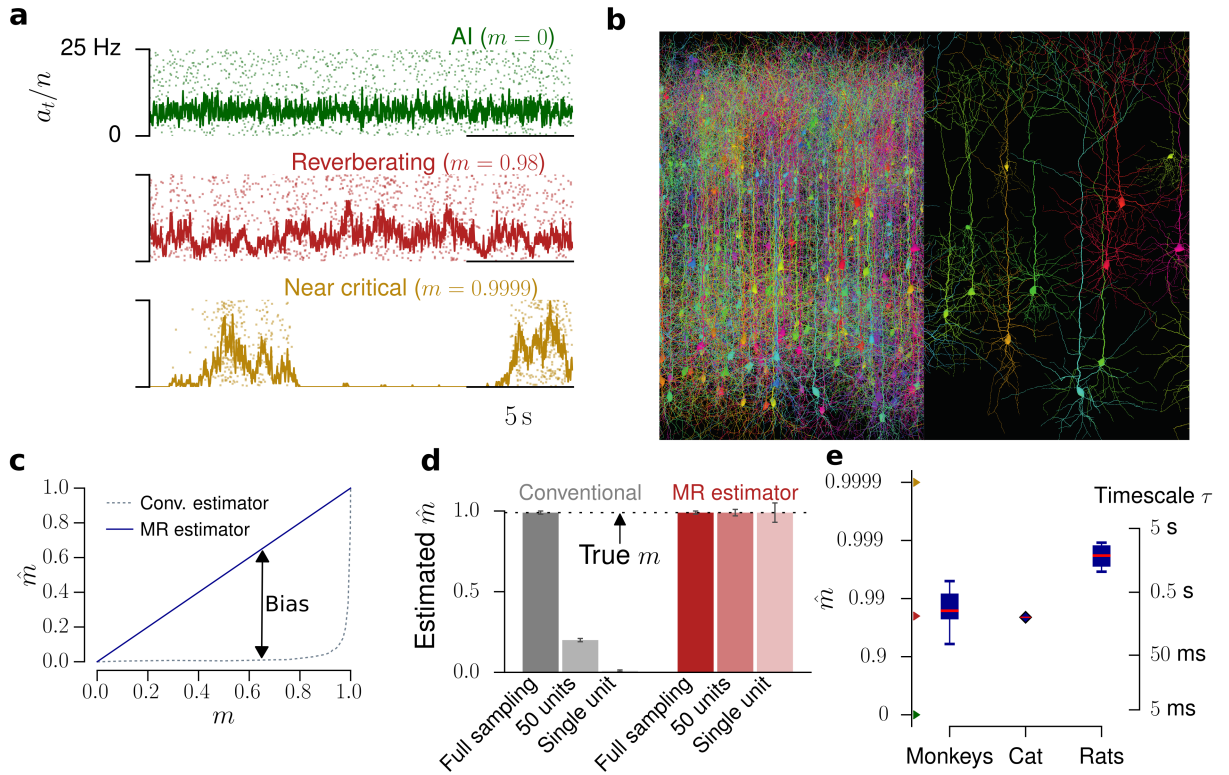 a
AI (m = 0)
25 Hz
a_t/n
0
Reverberating (m = 0.98)
Near critical (m = 0.9999)
5 s
b
c
1.0
0.8
0.6
0.4
0.2
0.0
m̂
Conv. estimator
MR estimator
Bias
0.0 0.2 0.4 0.6 0.8 1.0
m
d
Estimated m̂
1.0
0.0
Conventional
MR estimator
True m
Full sampling
50 units
Single unit
Full sampling
50 units
Single unit
e
0.9999
0.999
0.99
0.9
0
m̂
Timescale τ
5 s
0.5 s
50 ms
5 ms
Monkeys Cat Rats